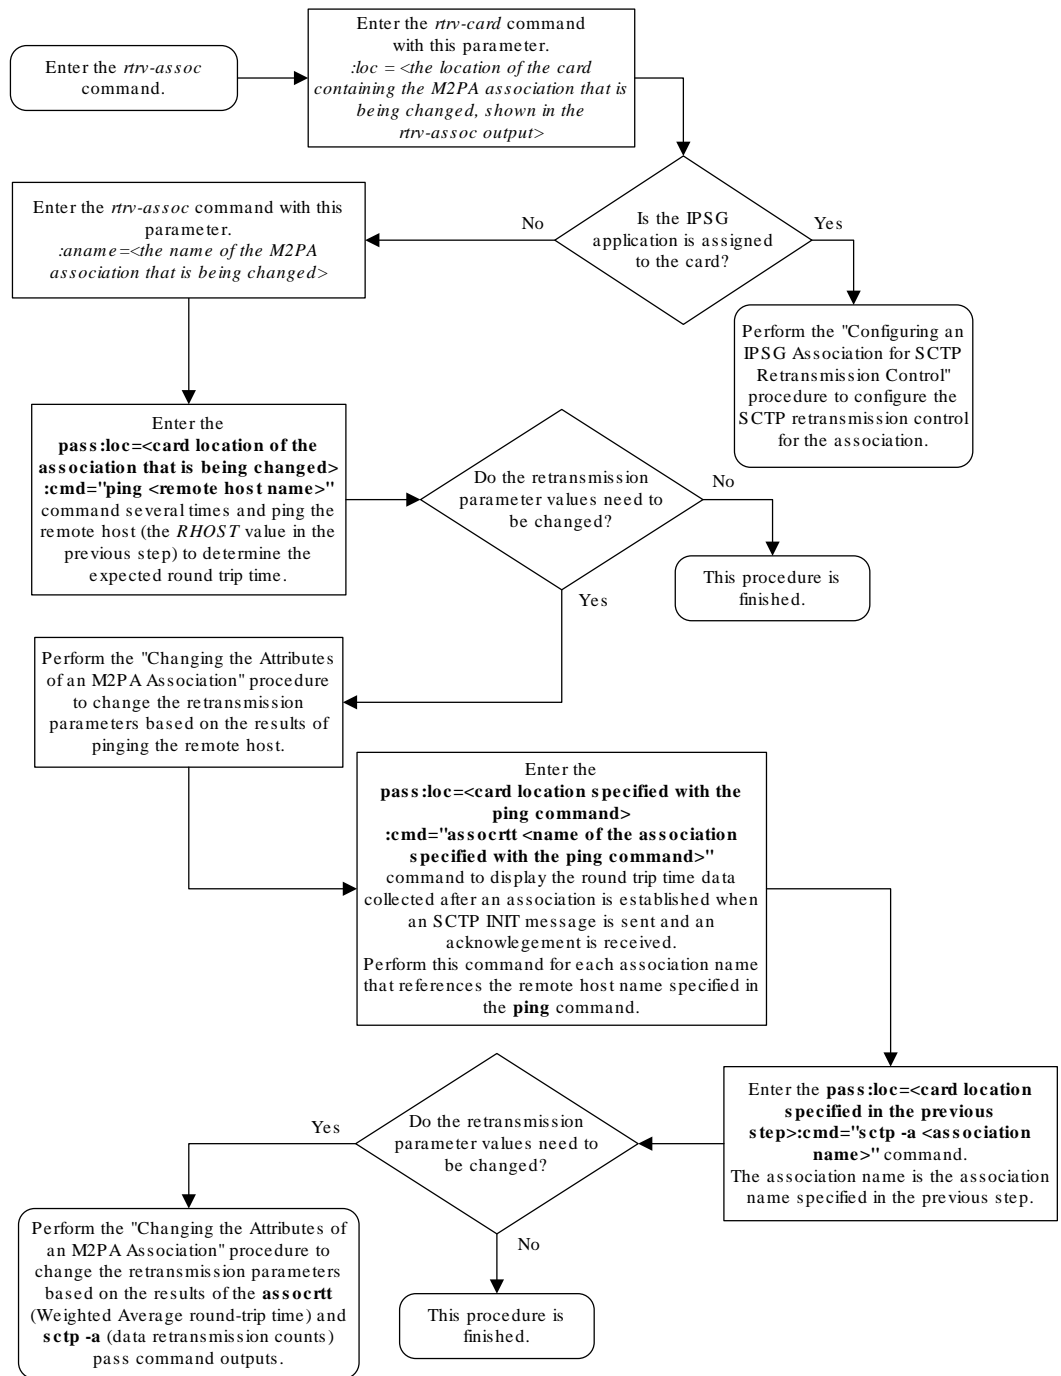 Enter the rtrv-assoc
command.
Enter the rtrv-card command
with this parameter.
:loc = <the location of the card
containing the M2PA association that is
being changed, shown in the
rtrv-assoc output>
Is the IPSG
application is assigned
to the card?
No
Yes
Enter the rtrv-assoc command with this
parameter.
:aname=<the name of the M2PA
association that is being changed>
Perform the "Configuring an
IPSG Association for SCTP
Retransmission Control"
procedure to configure the
SCTP retransmission control
for the association.
Enter the
pass:loc=<card location of the
association that is being changed>
:cmd="ping <remote host name>"
command several times and ping the
remote host (the RHOST value in the
previous step) to determine the
expected round trip time.
Do the retransmission
parameter values need to
be changed?
No
Yes
This procedure is
finished.
Perform the "Changing the Attributes
of an M2PA Association" procedure
to change the retransmission
parameters based on the results of
pinging the remote host.
Enter the
pass:loc=<card location specified with the
ping command>
:cmd="assocrtt <name of the association
specified with the ping command>"
command to display the round trip time data
collected after an association is established when
an SCTP INIT message is sent and an
acknowlegement is received.
Perform this command for each association name
that references the remote host name specified in
the ping command.
Enter the pass:loc=<card location
specified in the previous
step>:cmd="sctp -a <association
name>" command.
The association name is the association
name specified in the previous step.
Do the retransmission
parameter values need to
be changed?
Yes
No
Perform the "Changing the Attributes of
an M2PA Association" procedure to
change the retransmission parameters
based on the results of the assocrtt
(Weighted Average round-trip time) and
sctp -a (data retransmission counts)
pass command outputs.
This procedure is
finished.